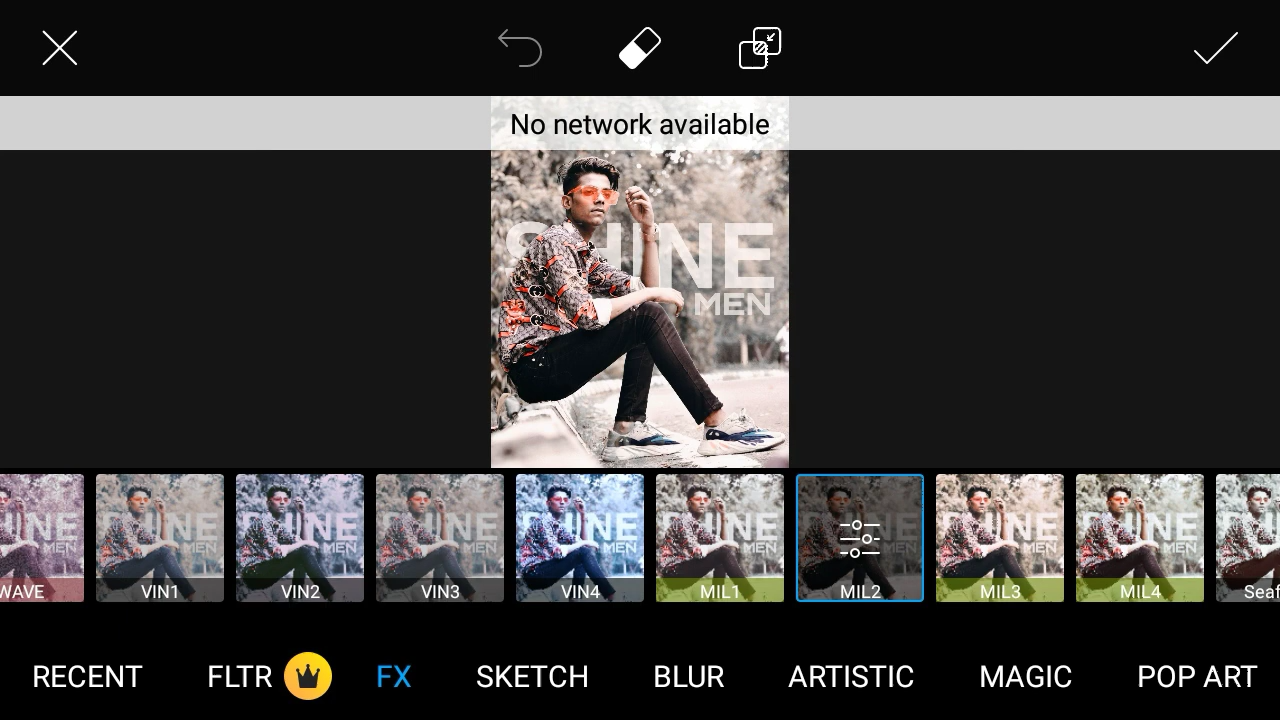 No network available
SHINE
MEN
WAVE
VIN1
VIN2
VIN3
VIN4
MIL1
MIL2
MIL3
MIL4
RECENT
FLTR
FX
SKETCH
BLUR
ARTISTIC
MAGIC
POP ART